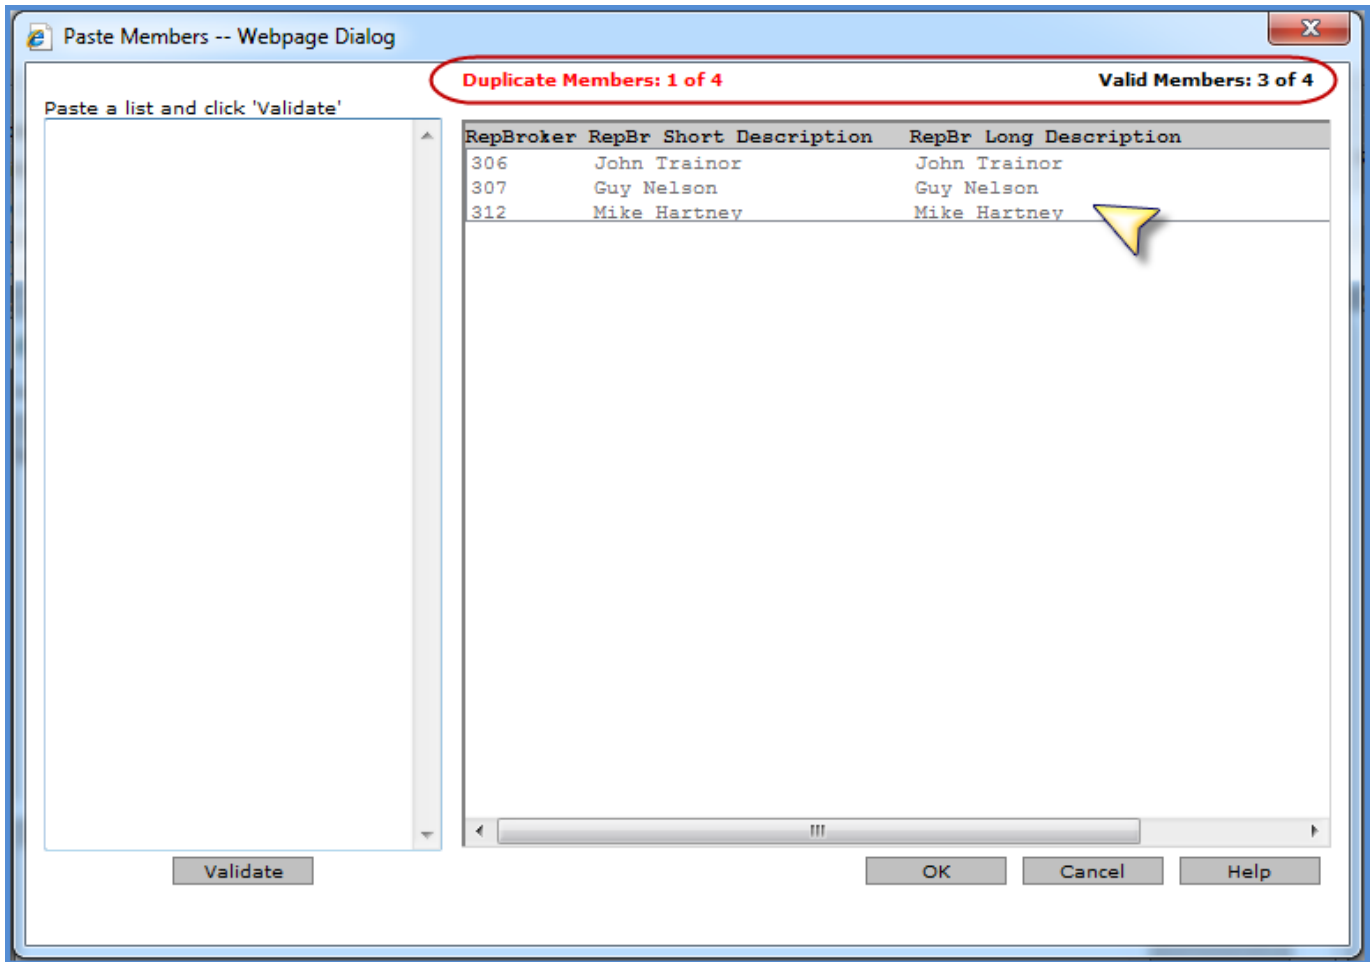 Paste Members -- Webpage Dialog
Duplicate Members: 1 of 4 Valid Members: 3 of 4
Paste a list and click 'Validate'
RepBroker RepBr Short Description RepBr Long Description
306 John Trainor John Trainor
307 Guy Nelson Guy Nelson
312 Mike Hartney Mike Hartney
Validate OK Cancel Help